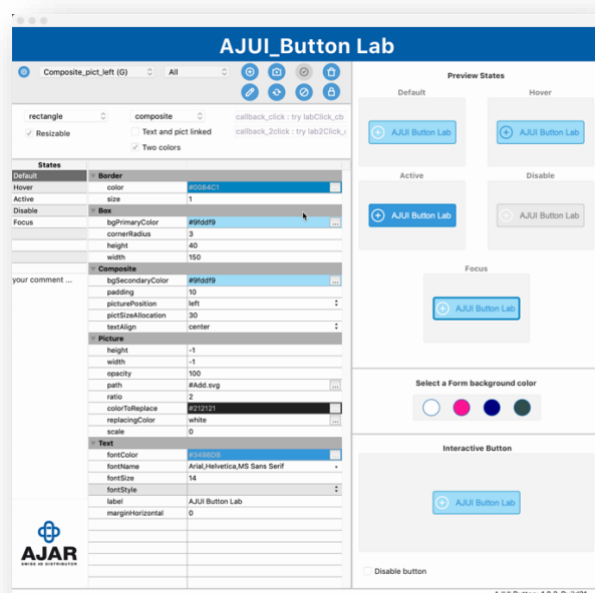 AJUI_Button Lab
Composite_pict_left (G)
All
rectangle
composite
callback_click : try labClick_cb
Resizable
Text and pict linked
callback_2click : try lab2Click_
Two colors
States
Default
Hover
Active
Disable
Focus
your comment ...
Border
color #0084C1
size 1
Box
bgPrimaryColor #9fddf9
cornerRadius 3
height 40
width 150
Composite
bgSecondaryColor #9fddf9
padding 10
picturePosition left
pictSizeAllocation 30
textAlign center
Picture
height -1
width -1
opacity 100
path #Add.svg
ratio 2
colorToReplace #212121
replacingColor white
scale 0
Text
fontColor #3498DB
fontName Arial,Helvetica,MS Sans Serif
fontSize 14
fontStyle
label AJUI Button Lab
marginHorizontal 0
AJAR
Preview States
Default
Hover
AJUI Button Lab
AJUI Button Lab
Active
Disable
AJUI Button Lab
AJUI Button Lab
Focus
AJUI Button Lab
Select a Form background color
Interactive Button
AJUI Button Lab
Disable button